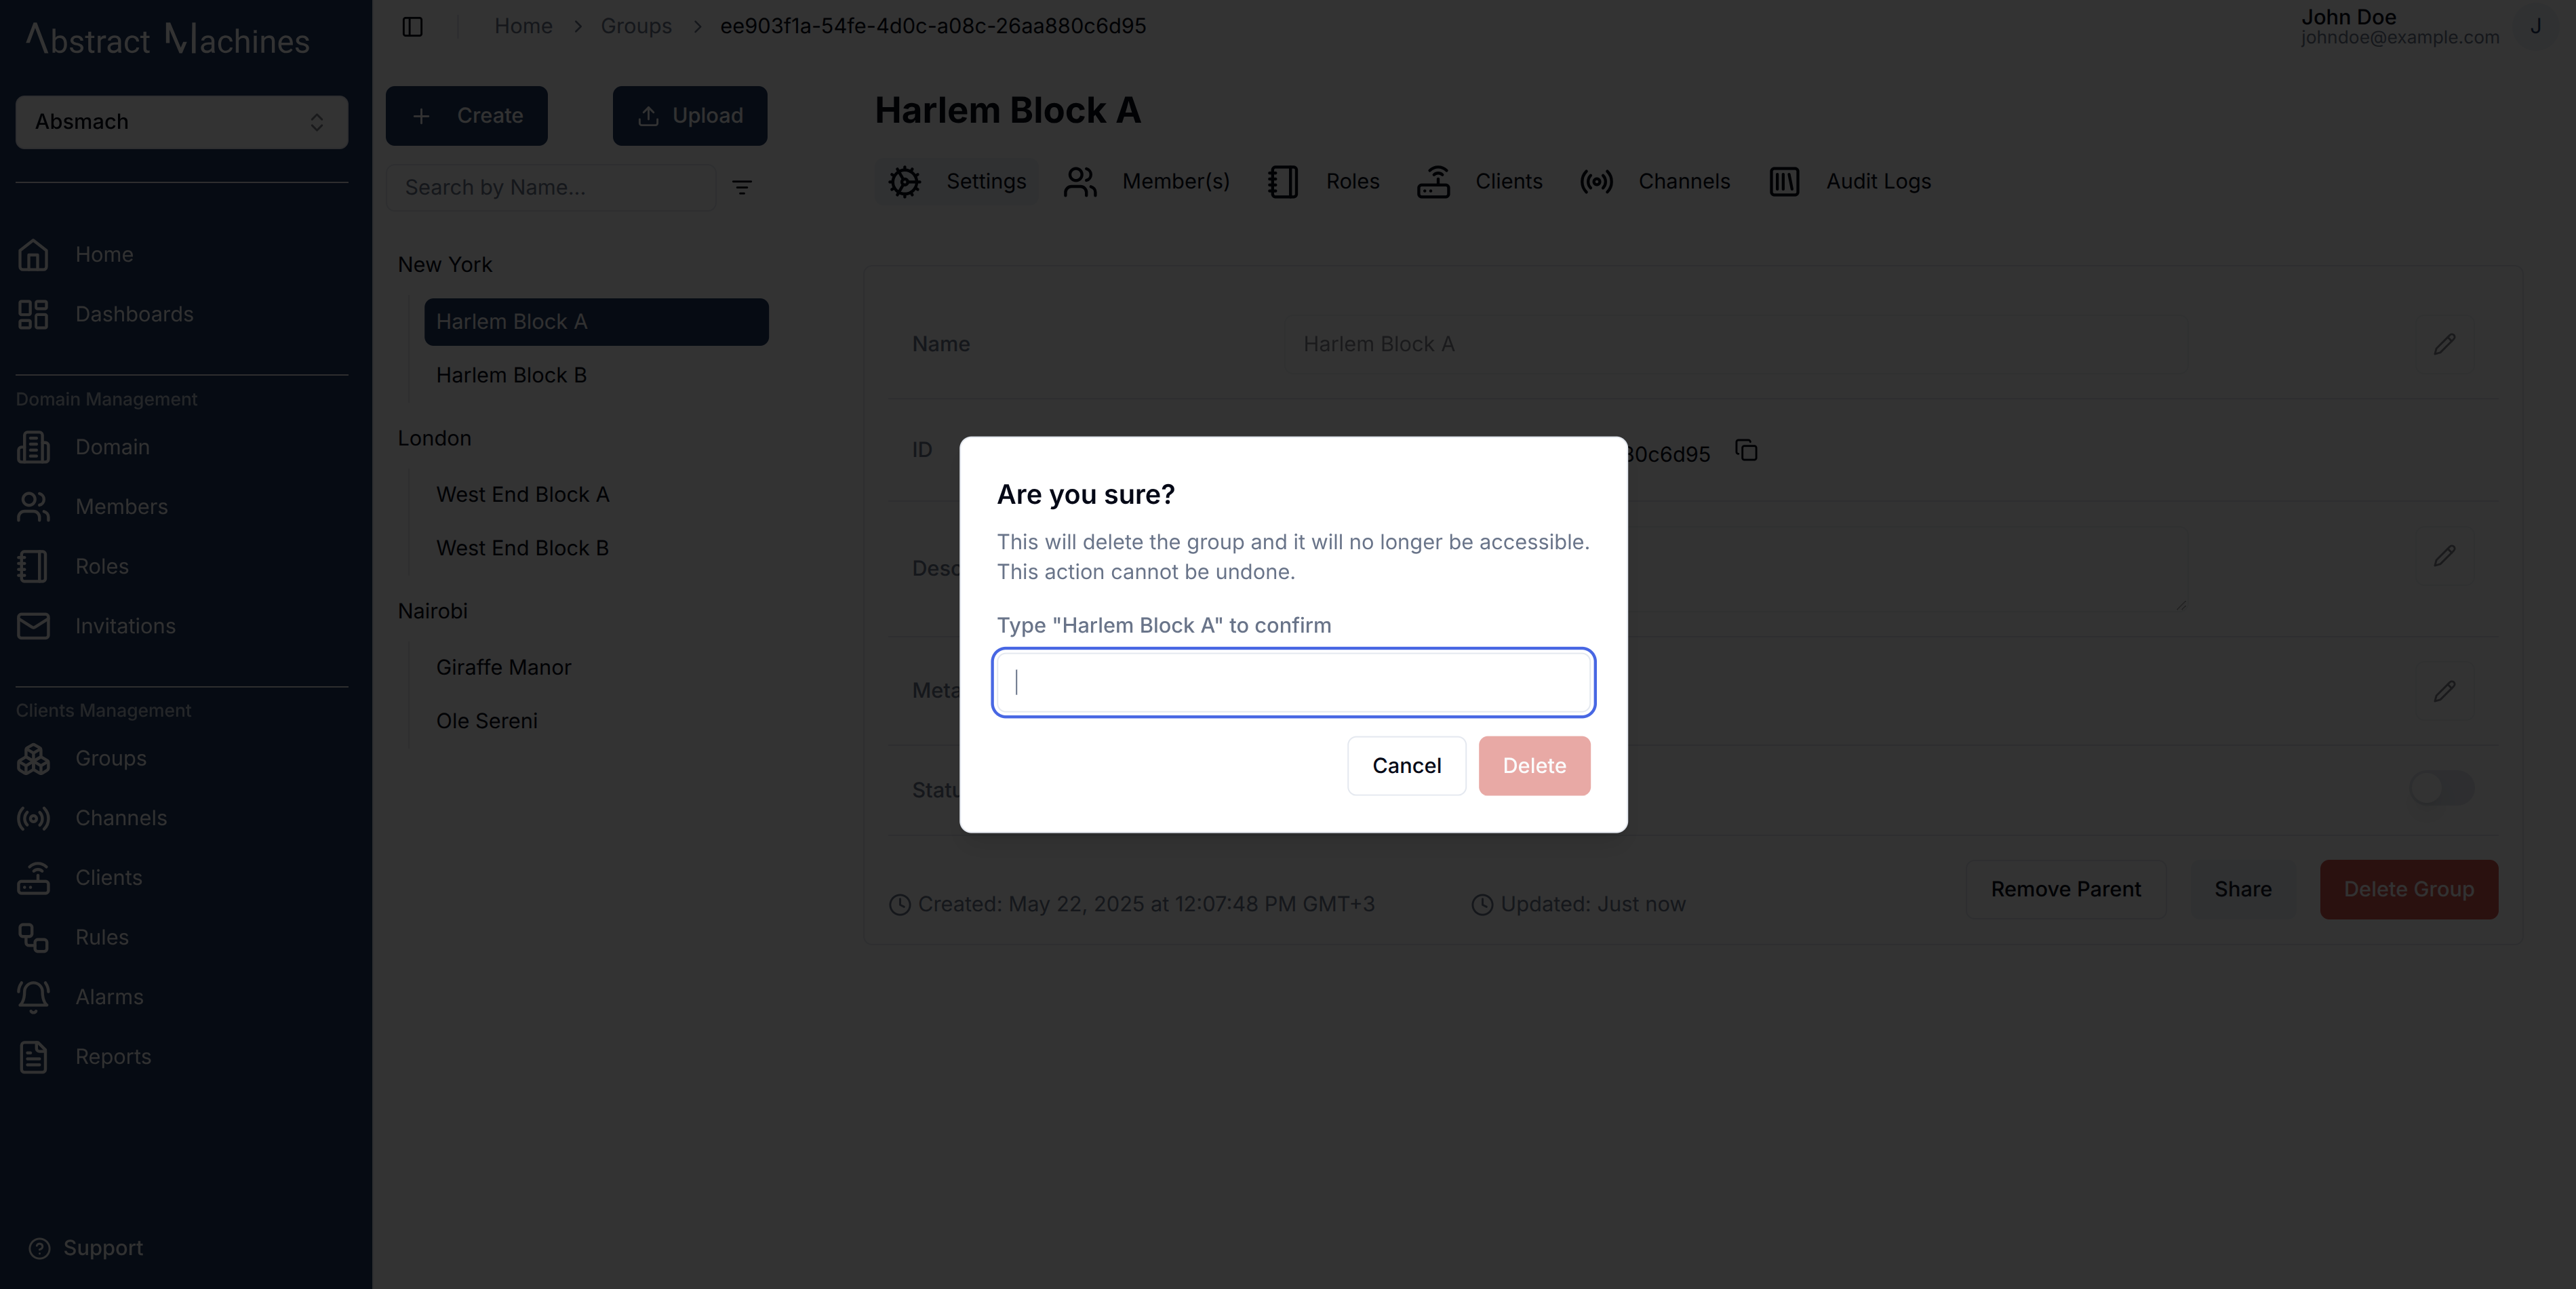 Abstract Machines
Absmach
Home
Dashboards
Domain Management
Domain
Members
Roles
Invitations
Clients Management
Groups
Channels
Clients
Rules
Alarms
Reports
Support
Home > Groups > ee903f1a-54fe-4d0c-a08c-26aa880c6d95
John Doe
johndoe@example.com
J
Create
Upload
Search by Name...
New York
Harlem Block A
Harlem Block B
London
West End Block A
West End Block B
Nairobi
Giraffe Manor
Ole Sereni
Harlem Block A
Settings Member(s) Roles Clients Channels Audit Logs
Name Harlem Block A
ID
0c6d95
Desc
Meta
Statu
Are you sure?
This will delete the group and it will no longer be accessible.
This action cannot be undone.
Type "Harlem Block A" to confirm
Cancel Delete
Created: May 22, 2025 at 12:07:48 PM GMT+3 Updated: Just now
Remove Parent Share Delete Group